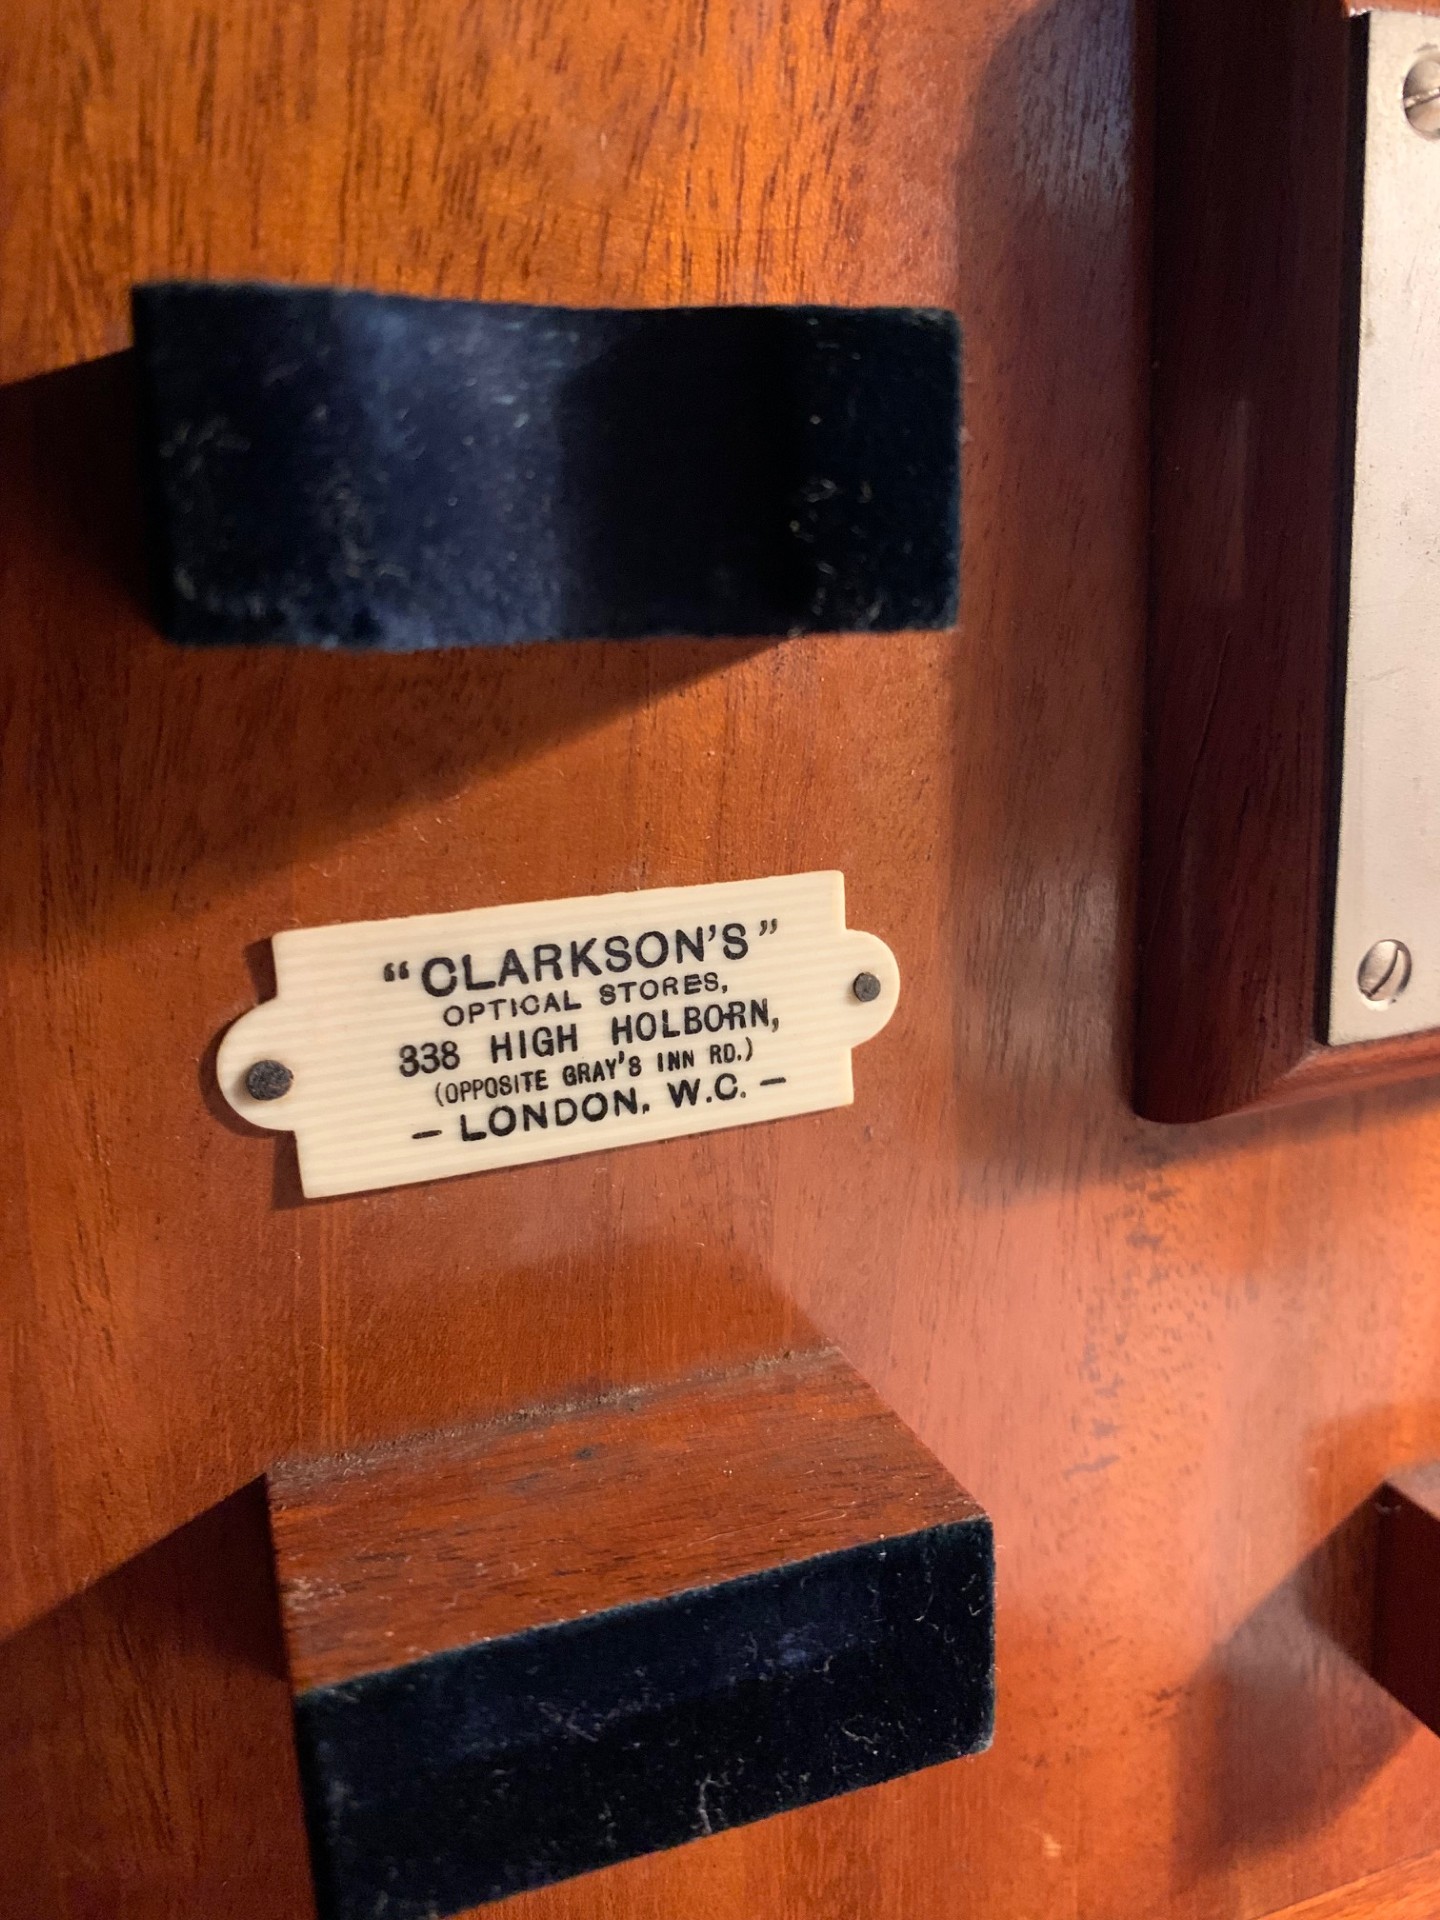 “CLARKSON’S”
OPTICAL STORES,
338 HIGH HOLBORN,
(OPPOSITE GRAY’S INN RD.)
— LONDON, W.C. —